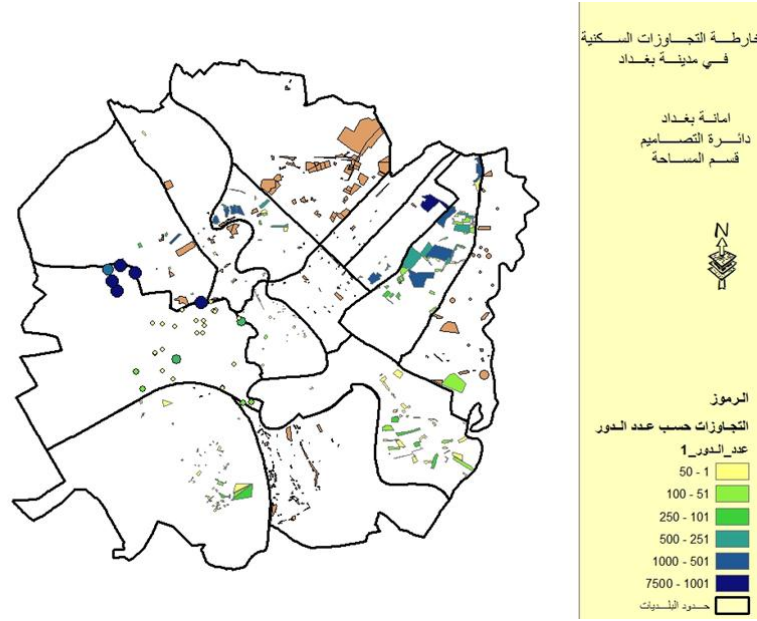 خارطة التجاوزات السكنية
في مدينة بغداد
امانة بغداد
دائرة التصاميم
قسم المساحة
N
الرموز
التجاوزات حسب عدد الدور
عدد_الدور_1
50 - 1
100 - 51
250 - 101
500 - 251
1000 - 501
7500 - 1001
حدود البلديات